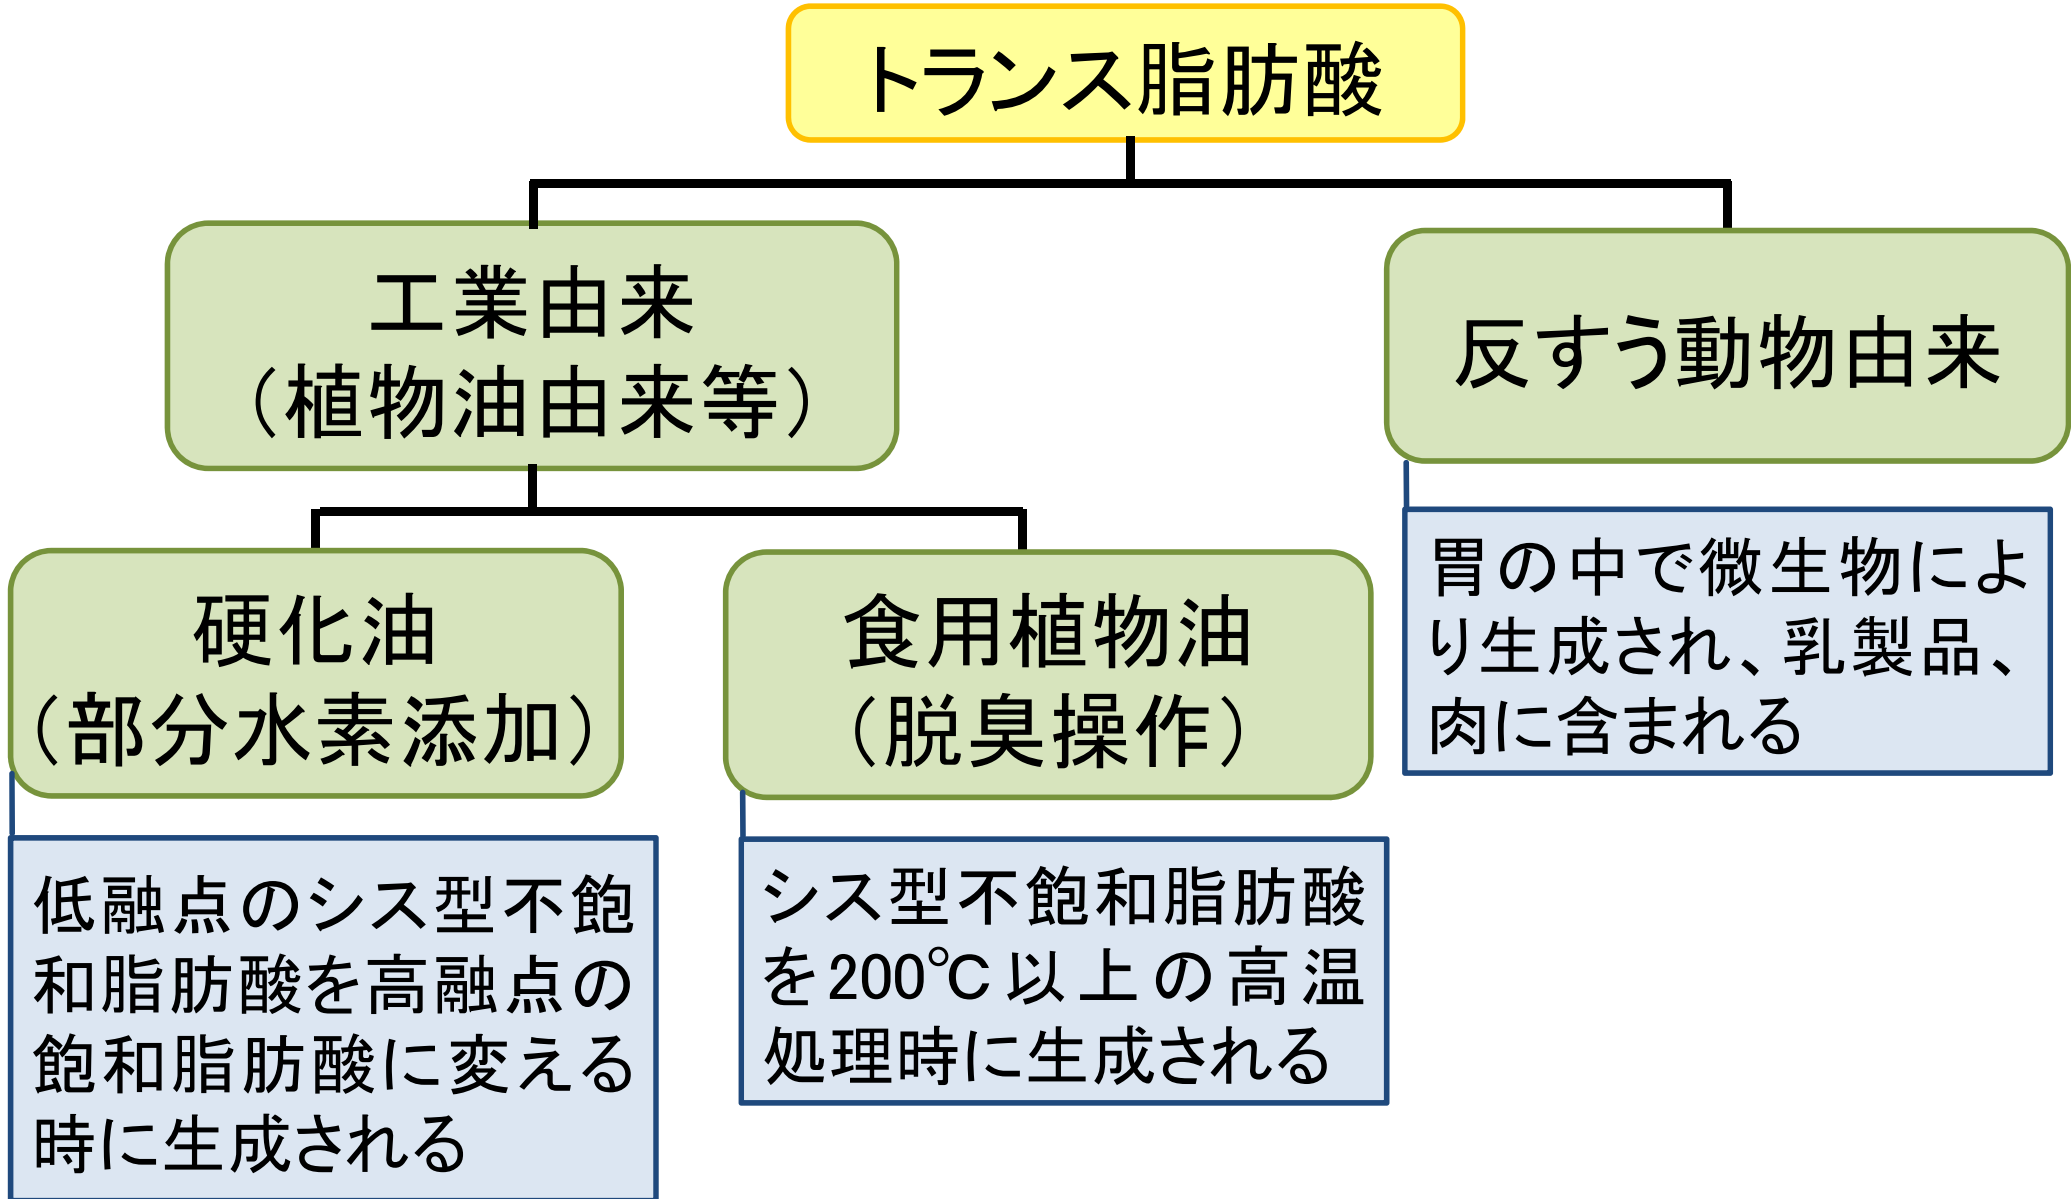 トランス脂肪酸
工業由来
（植物油由来等）
反すう動物由来
硬化油
（部分水素添加）
食用植物油
（脱臭操作）
胃の中で微生物によ
り生成され、乳製品、
肉に含まれる
低融点のシス型不飽
和脂肪酸を高融点の
飽和脂肪酸に変える
時に生成される
シス型不飽和脂肪酸
を200℃以上の高温
処理時に生成される